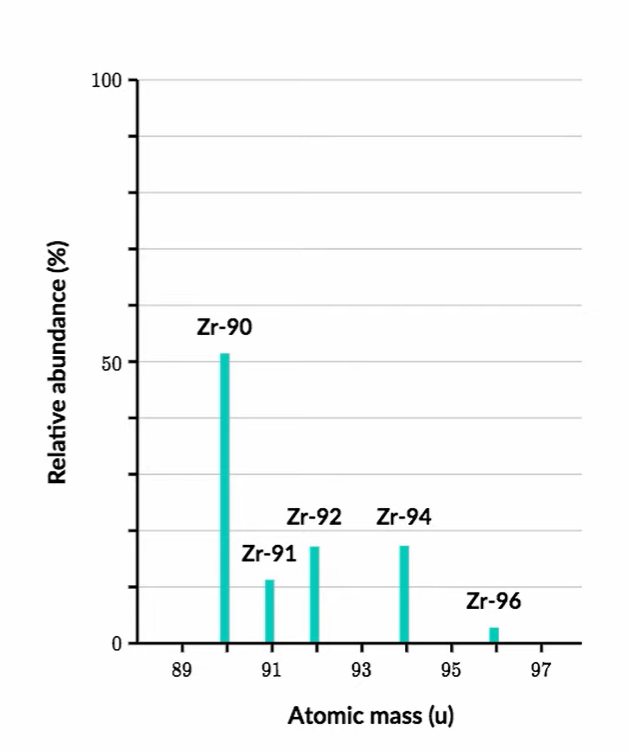 100
Relative abundance (%)
Zr-90
50
Zr-92 Zr-94
Zr-91
Zr-96
0
89 91 93 95 97
Atomic mass (u)